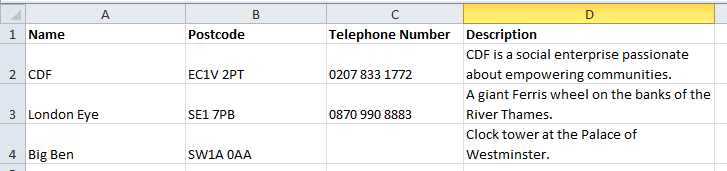 A B C D
1 Name Postcode Telephone Number Description
CDF is a social enterprise passionate
2 CDF EC1V 2PT 0207 833 1772 about empowering communities.
A giant Ferris wheel on the banks of the
3 London Eye SE1 7PB 0870 990 8883 River Thames.
Clock tower at the Palace of
4 Big Ben SW1A 0AA Westminster.